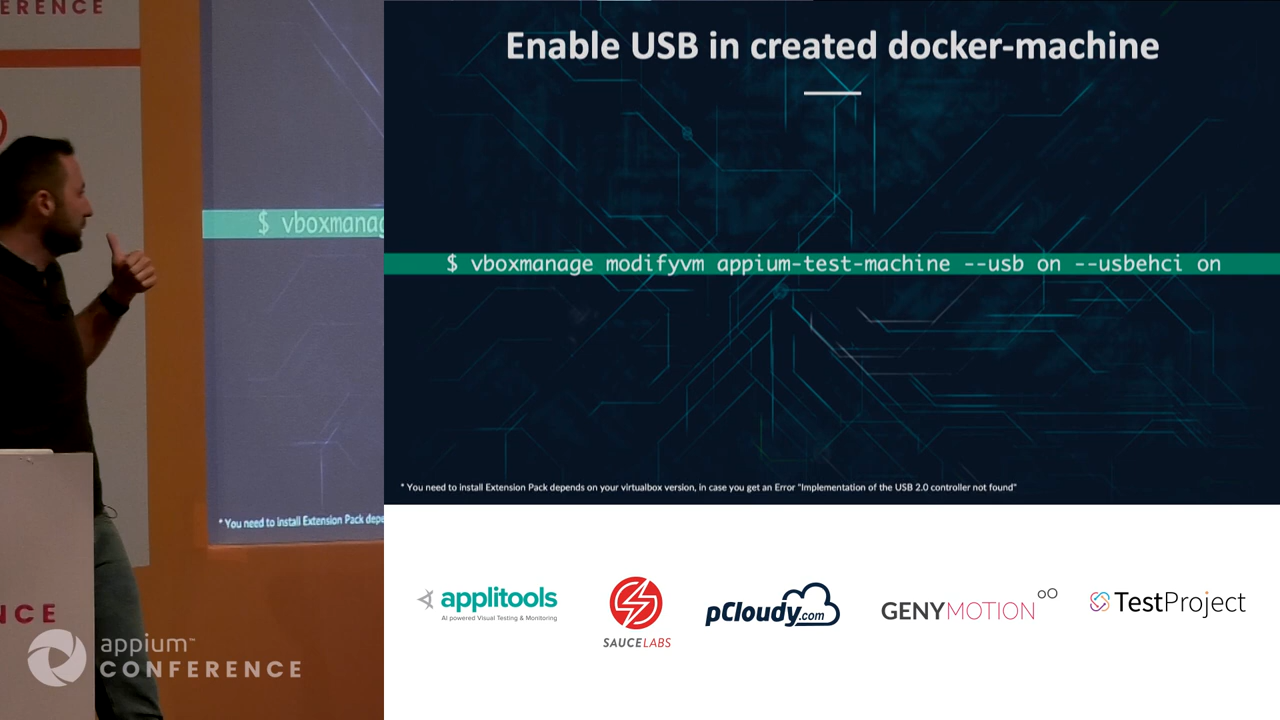 ERENCE
$ vboxmanag
* You need to install Extension Pack depe
NCE
appium™
CONFERENCE
Enable USB in created docker-machine
$ vboxmanage modifyvm appium-test-machine --usb on --usbehci on
* You need to install Extension Pack depends on your virtualbox version, in case you get an Error "Implementation of the USB 2.0 controller not found"
applitools
AI powered Visual Testing & Monitoring
SAUCELABS
pCloudy.com
GENYMOTION
TestProject